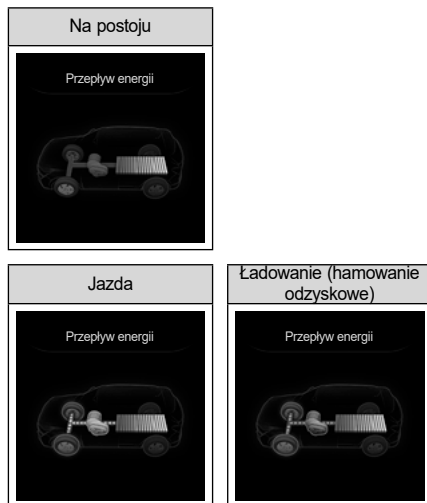 Na postoju
Przepływ energii
Jazda
Przepływ energii
Ładowanie (hamowanie
odzyskowe)
Przepływ energii